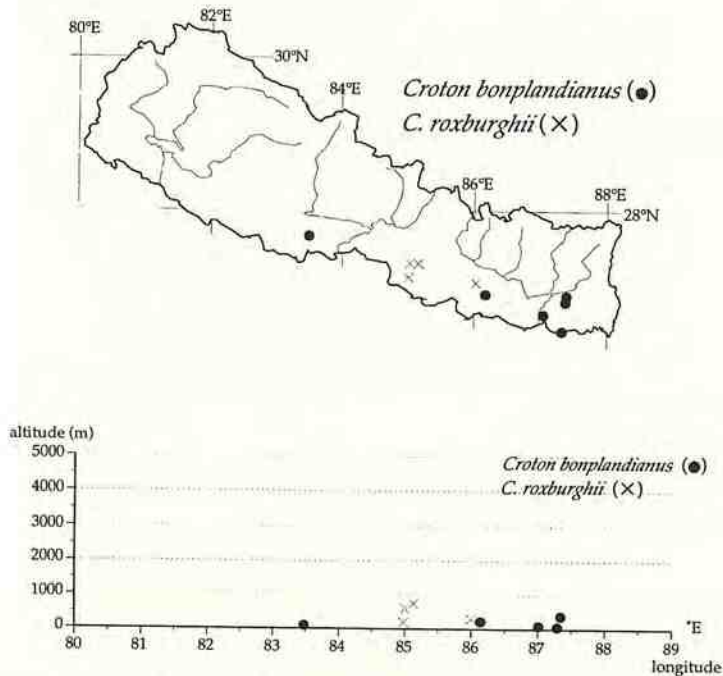 82°E
80°E
30°N
84°E
Croton bonplandianus (●)
C. roxburghii (×)
86°E
88°E
28°N
altitude (m)
5000
Croton bonplandianus (●)
C. roxburghii (×)
4000
3000
2000
1000
0
80 81 82 83 84 85 86 87 88 89
°E
longitude